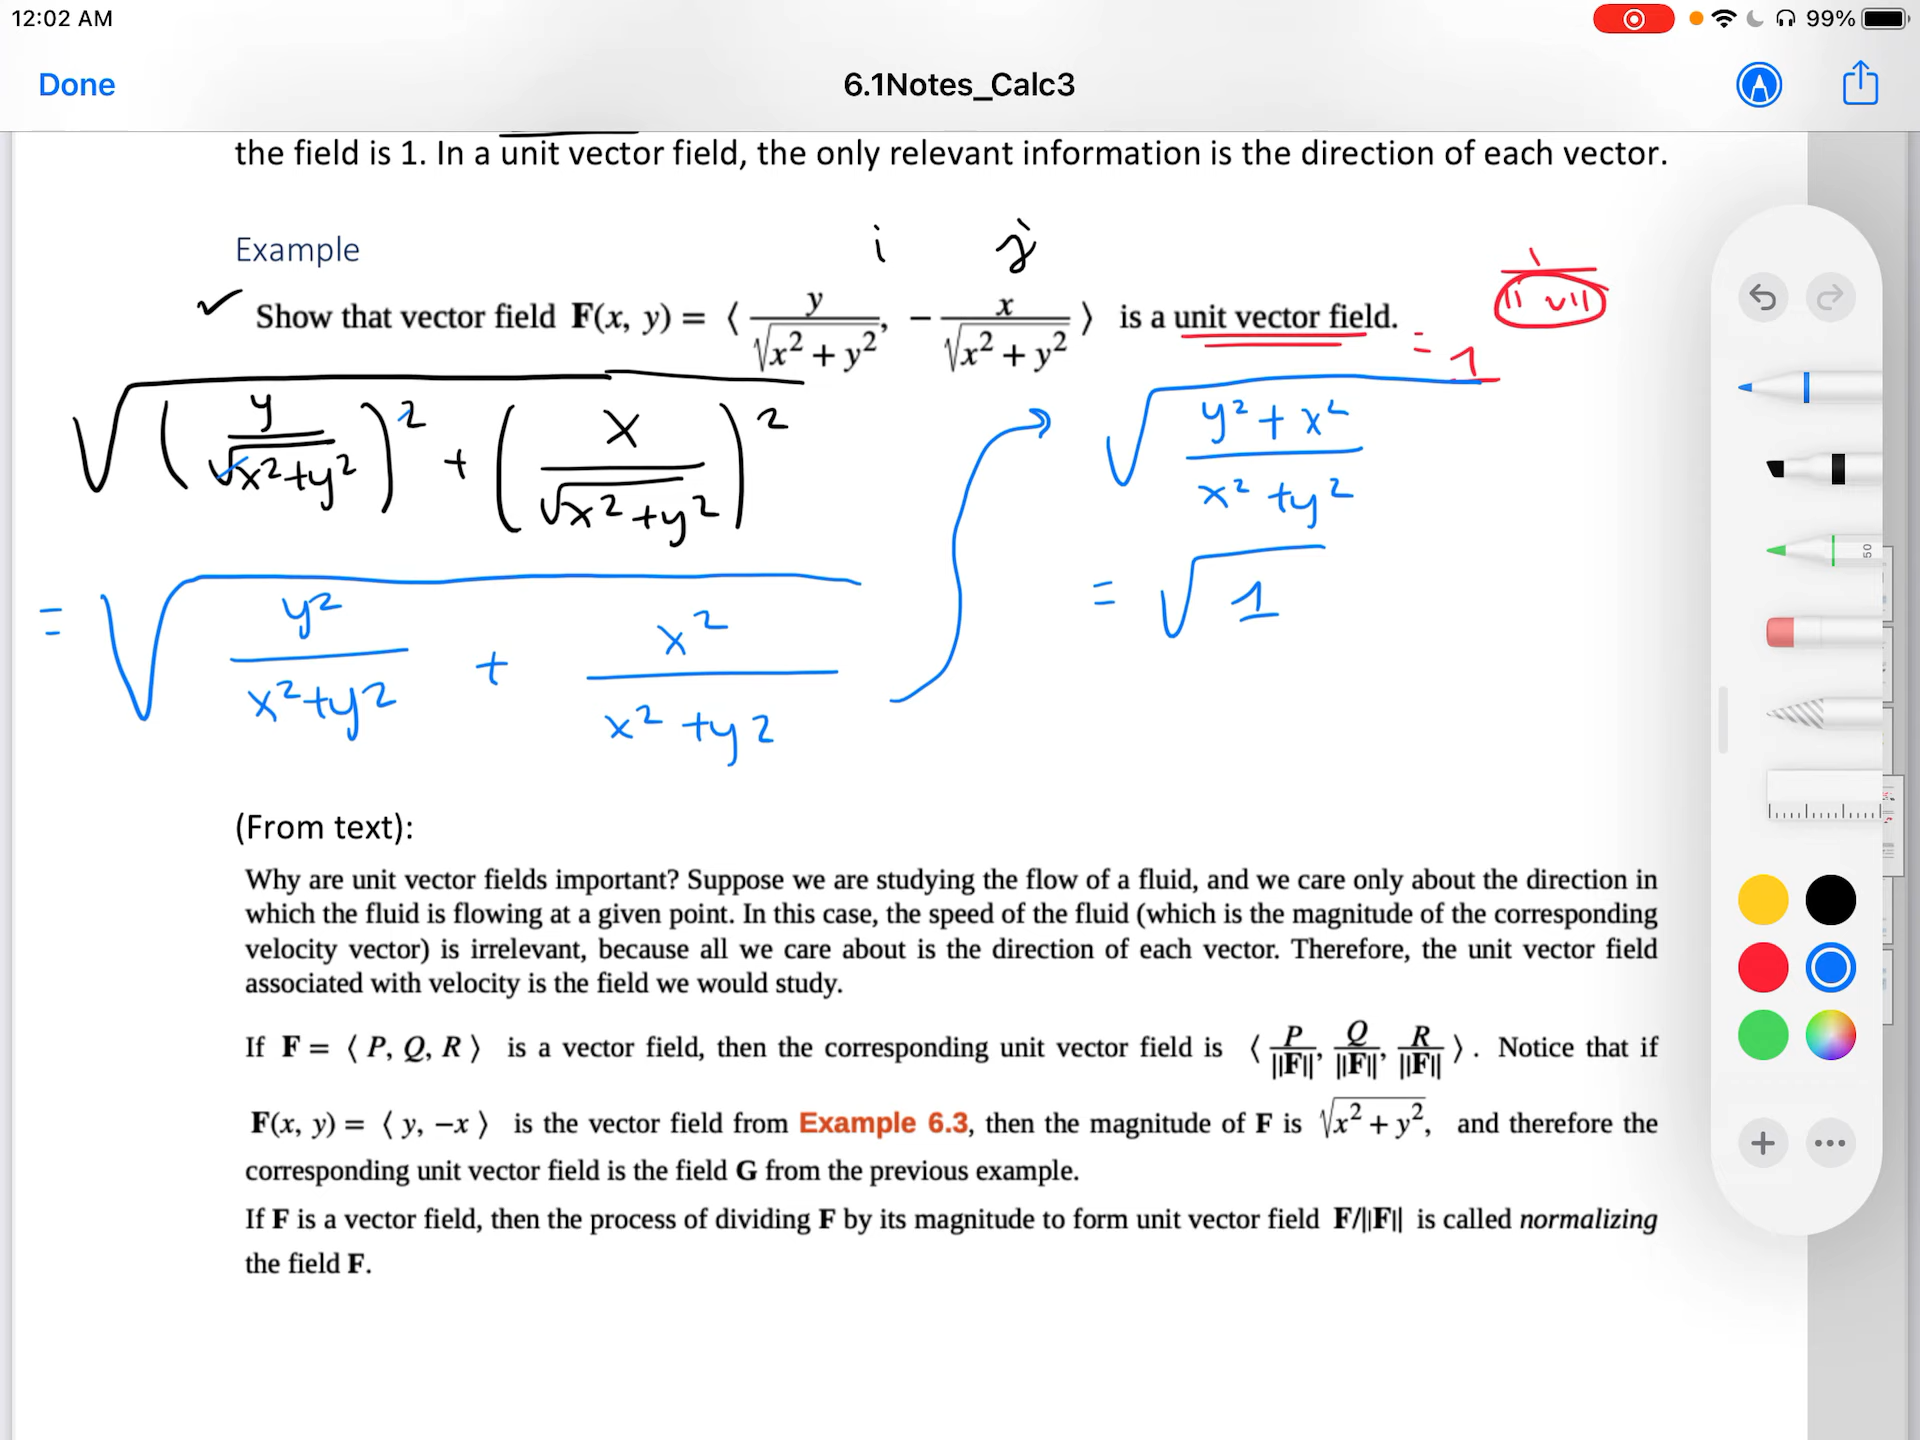 12:02 AM
99%
Done
6.1Notes_Calc3
the field is 1. In a unit vector field, the only relevant information is the direction of each vector.
i j
Example
Show that vector field F(x, y) = ⟨ y/√(x² + y²), − x/√(x² + y²) ⟩ is a unit vector field.
= 1
√( (y/√(x²+y²))² + (x/√(x²+y²))² )
= √( y²/(x²+y²) + x²/(x²+y²) )
√( (y² + x²)/(x² + y²) )
= √1
50
(From text):
Why are unit vector fields important? Suppose we are studying the flow of a fluid, and we care only about the direction in
which the fluid is flowing at a given point. In this case, the speed of the fluid (which is the magnitude of the corresponding
velocity vector) is irrelevant, because all we care about is the direction of each vector. Therefore, the unit vector field
associated with velocity is the field we would study.
If F = ⟨ P, Q, R ⟩ is a vector field, then the corresponding unit vector field is ⟨ P/||F||, Q/||F||, R/||F|| ⟩. Notice that if
F(x, y) = ⟨ y, −x ⟩ is the vector field from Example 6.3, then the magnitude of F is √(x² + y²), and therefore the
corresponding unit vector field is the field G from the previous example.
If F is a vector field, then the process of dividing F by its magnitude to form unit vector field F/||F|| is called normalizing
the field F.